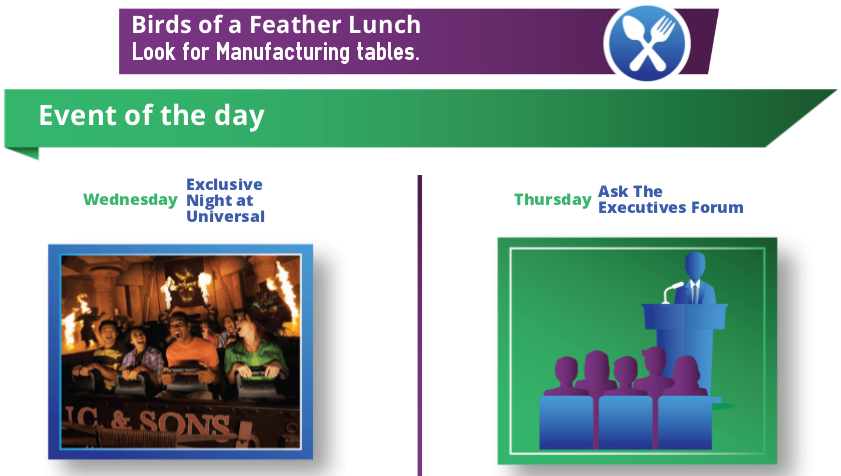 Birds of a Feather Lunch
Look for Manufacturing tables.
Event of the day
Wednesday
Exclusive
Night at
Universal
Thursday
Ask The
Executives Forum
& SONS